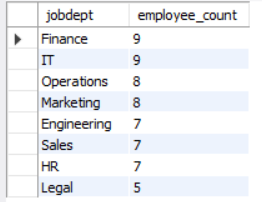 jobdept employee_count
Finance 9
IT 9
Operations 8
Marketing 8
Engineering 7
Sales 7
HR 7
Legal 5